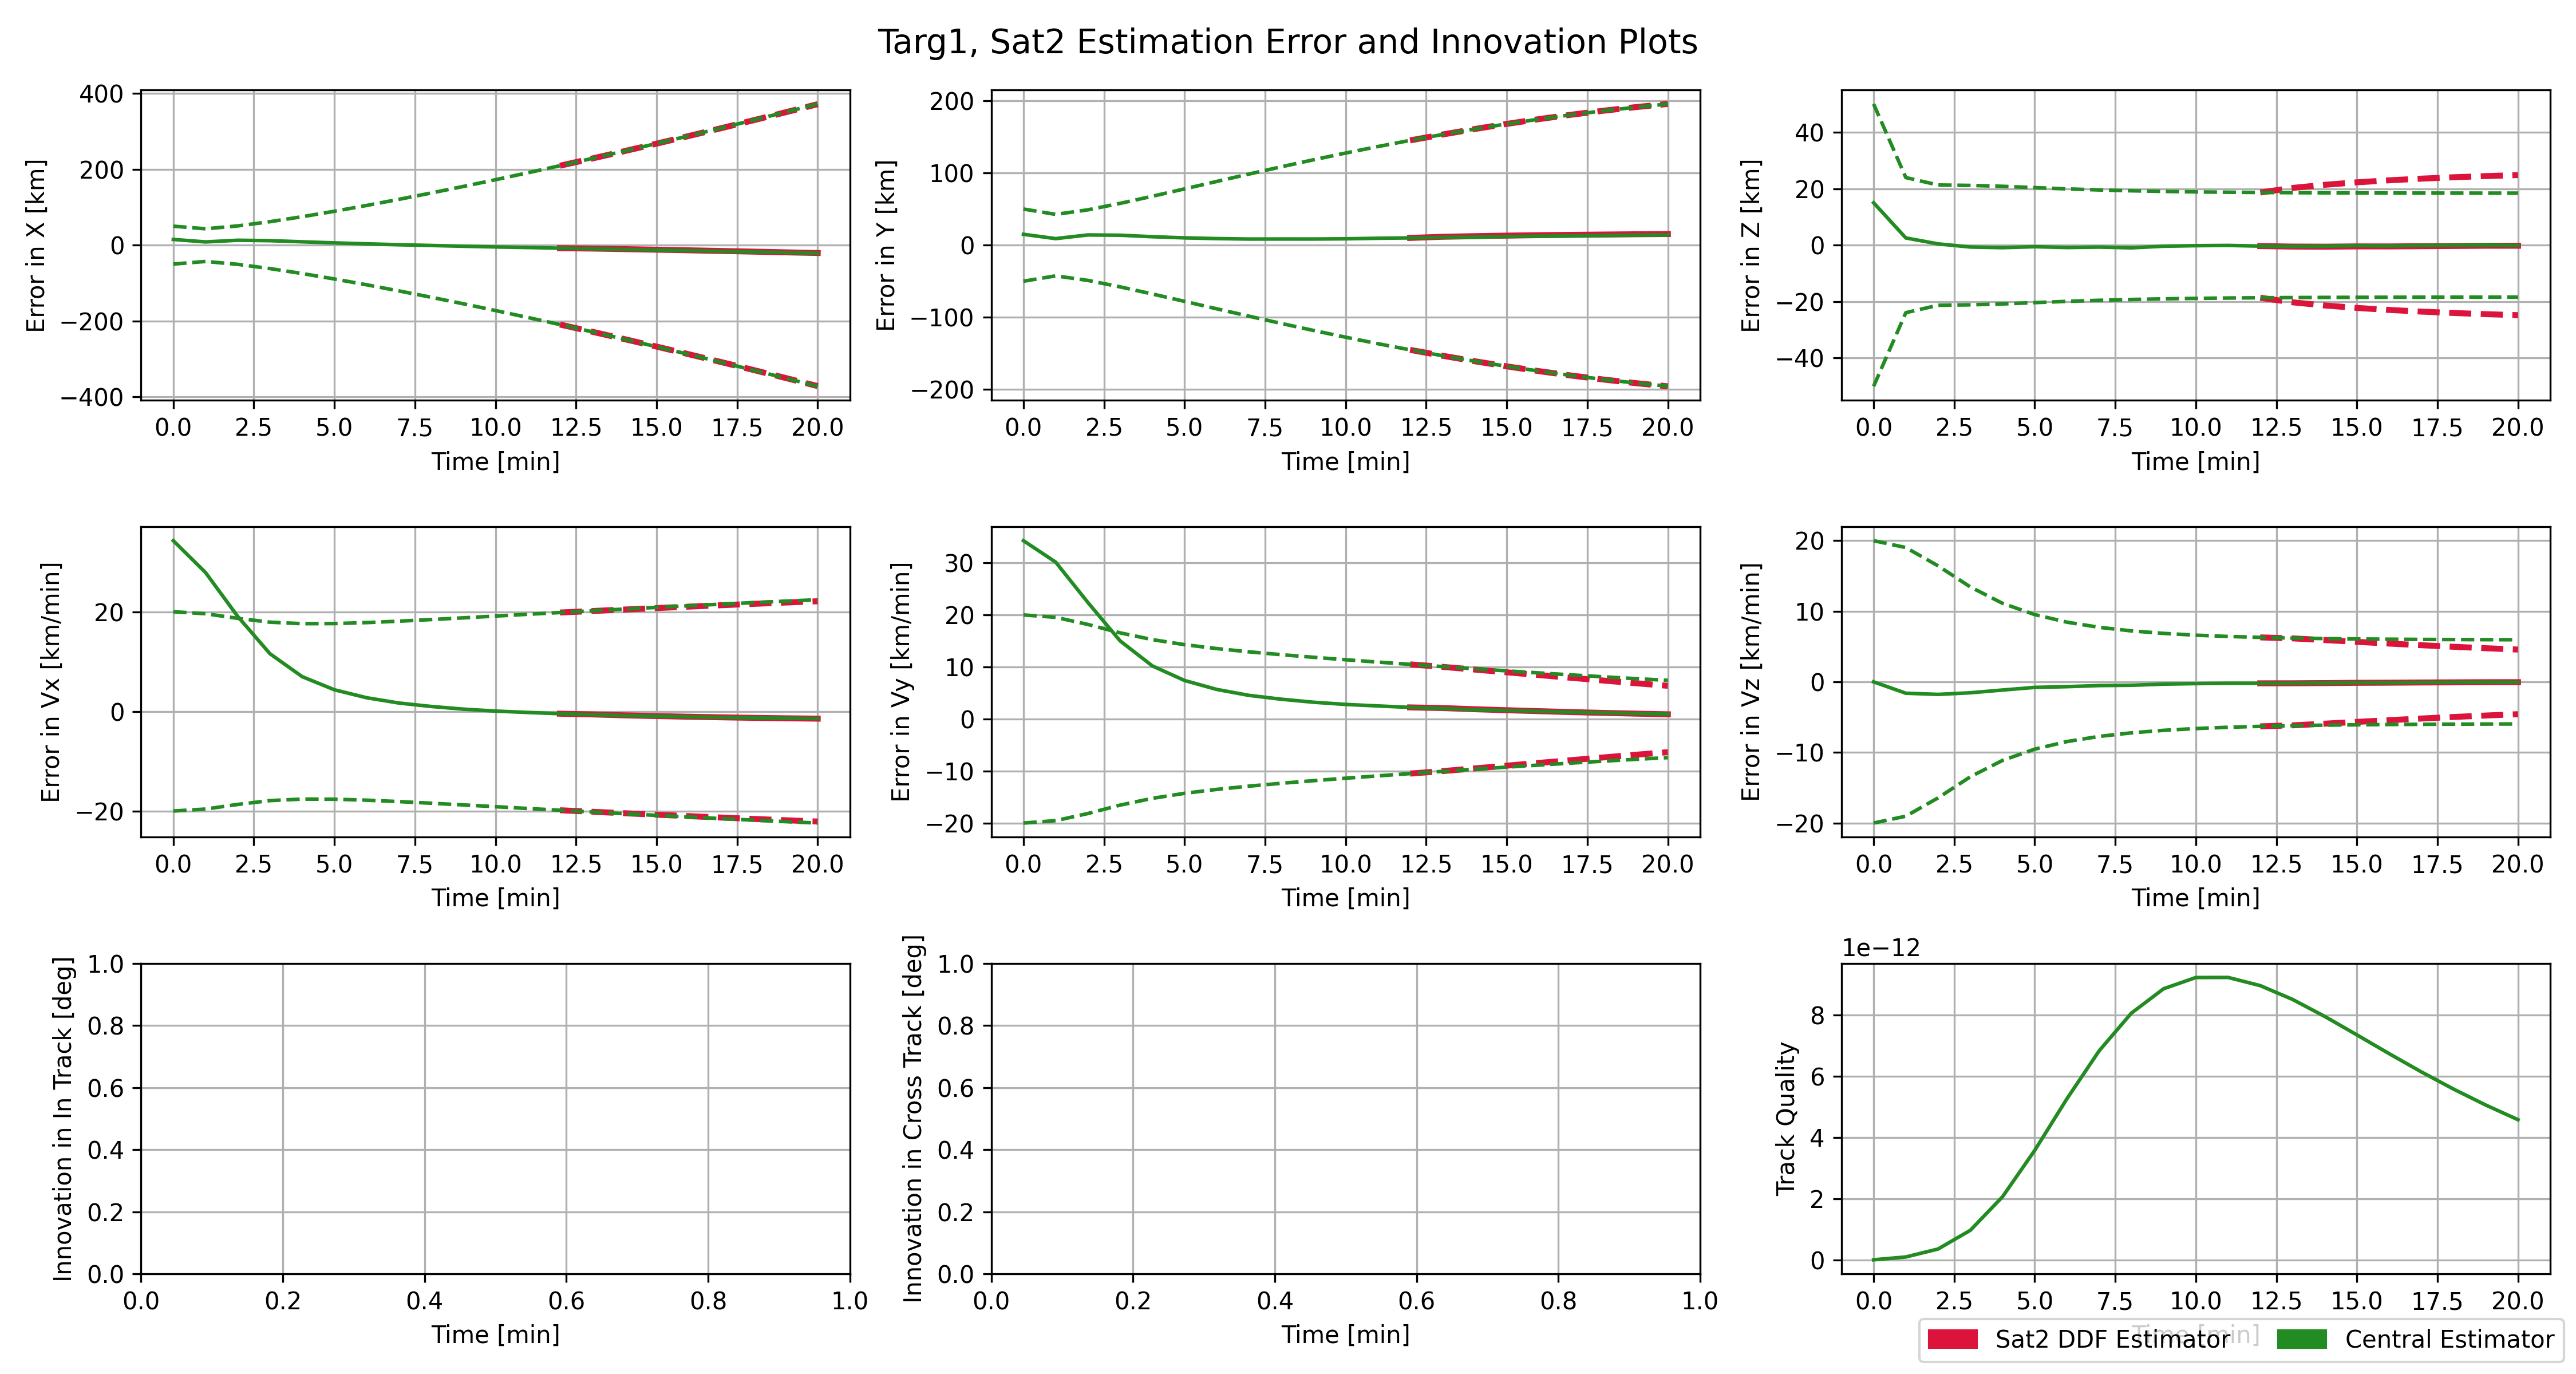 Targ1, Sat2 Estimation Error and Innovation Plots
Error in X [km]
400
200
0
−200
−400
0.0 2.5 5.0 7.5 10.0 12.5 15.0 17.5 20.0
Time [min]
Error in Y [km]
200
100
0
−100
−200
0.0 2.5 5.0 7.5 10.0 12.5 15.0 17.5 20.0
Time [min]
Error in Z [km]
40
20
0
−20
−40
0.0 2.5 5.0 7.5 10.0 12.5 15.0 17.5 20.0
Time [min]
Error in Vx [km/min]
20
0
−20
0.0 2.5 5.0 7.5 10.0 12.5 15.0 17.5 20.0
Time [min]
Error in Vy [km/min]
30
20
10
0
−10
−20
0.0 2.5 5.0 7.5 10.0 12.5 15.0 17.5 20.0
Time [min]
Error in Vz [km/min]
20
10
0
−10
−20
0.0 2.5 5.0 7.5 10.0 12.5 15.0 17.5 20.0
Time [min]
Innovation in In Track [deg]
1.0
0.8
0.6
0.4
0.2
0.0
0.0 0.2 0.4 0.6 0.8 1.0
Time [min]
Innovation in Cross Track [deg]
1.0
0.8
0.6
0.4
0.2
0.0
0.0 0.2 0.4 0.6 0.8 1.0
Time [min]
1e−12
Track Quality
8
6
4
2
0
0.0 2.5 5.0 7.5 10.0 12.5 15.0 17.5 20.0
Time [min]
Sat2 DDF Estimator
Central Estimator